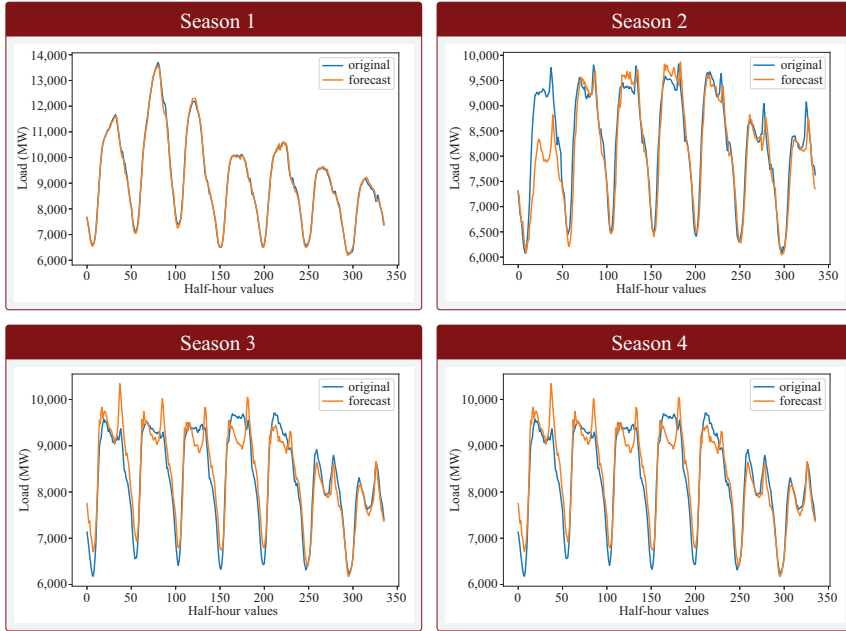 Season 1
14,000
13,000
12,000
11,000
10,000
9,000
8,000
7,000
6,000
Load (MW)
original
forecast
0 50 100 150 200 250 300 350
Half-hour values
Season 2
10,000
9,500
9,000
8,500
8,000
7,500
7,000
6,500
6,000
Load (MW)
original
forecast
0 50 100 150 200 250 300 350
Half-hour values
Season 3
10,000
9,000
8,000
7,000
6,000
Load (MW)
original
forecast
0 50 100 150 200 250 300 350
Half-hour values
Season 4
10,000
9,000
8,000
7,000
6,000
Load (MW)
original
forecast
0 50 100 150 200 250 300 350
Half-hour values